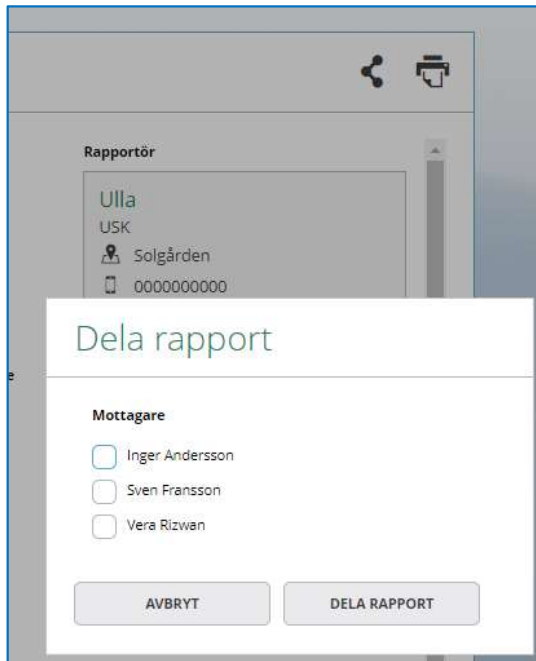 Rapportör
Ulla
USK
Solgården
0000000000
e
Dela rapport
Mottagare
Inger Andersson
Sven Fransson
Vera Rizwan
AVBRYT
DELA RAPPORT